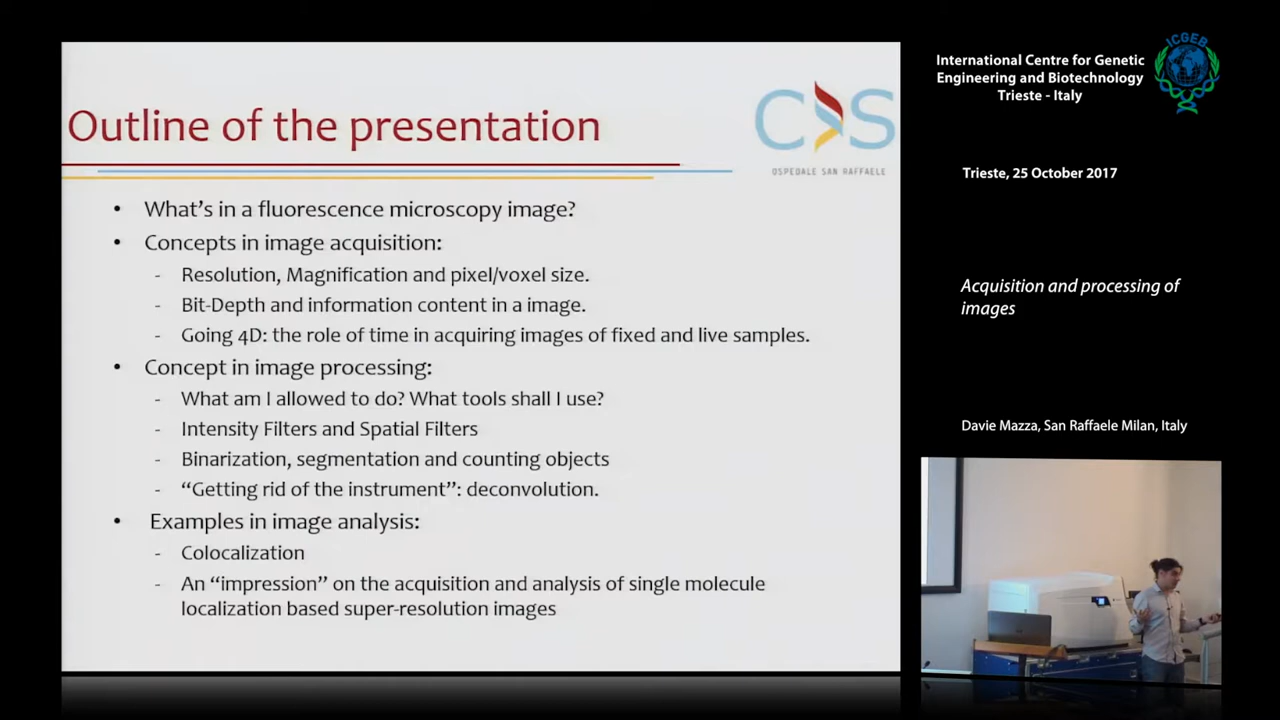 Outline of the presentation
C S
OSPEDALE SAN RAFFAELE
• What's in a fluorescence microscopy image?
• Concepts in image acquisition:
- Resolution, Magnification and pixel/voxel size.
- Bit-Depth and information content in a image.
- Going 4D: the role of time in acquiring images of fixed and live samples.
• Concept in image processing:
- What am I allowed to do? What tools shall I use?
- Intensity Filters and Spatial Filters
- Binarization, segmentation and counting objects
- “Getting rid of the instrument”: deconvolution.
• Examples in image analysis:
- Colocalization
- An “impression” on the acquisition and analysis of single molecule
localization based super-resolution images
International Centre for Genetic
Engineering and Biotechnology
Trieste - Italy
ICGEB
Trieste, 25 October 2017
Acquisition and processing of
images
Davie Mazza, San Raffaele Milan, Italy